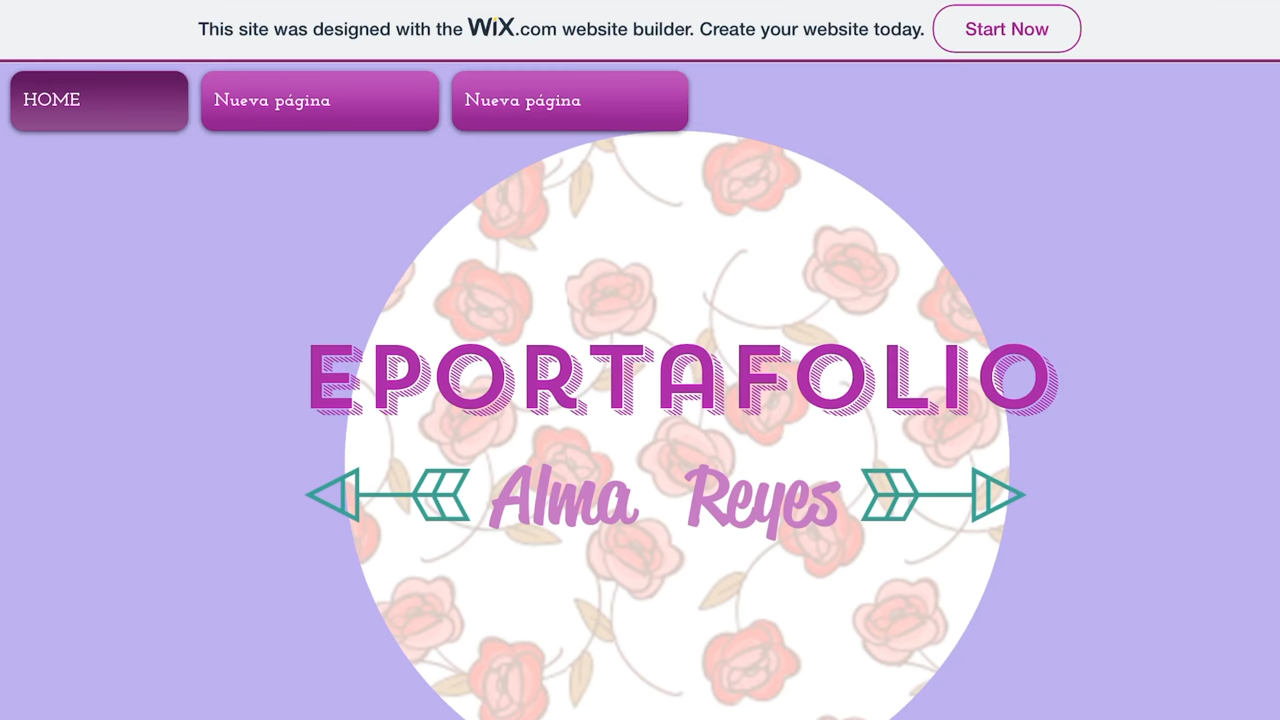 This site was designed with the WiX.com website builder. Create your website today. Start Now
HOME Nueva página Nueva página
EPORTAFOLIO
Alma Reyes